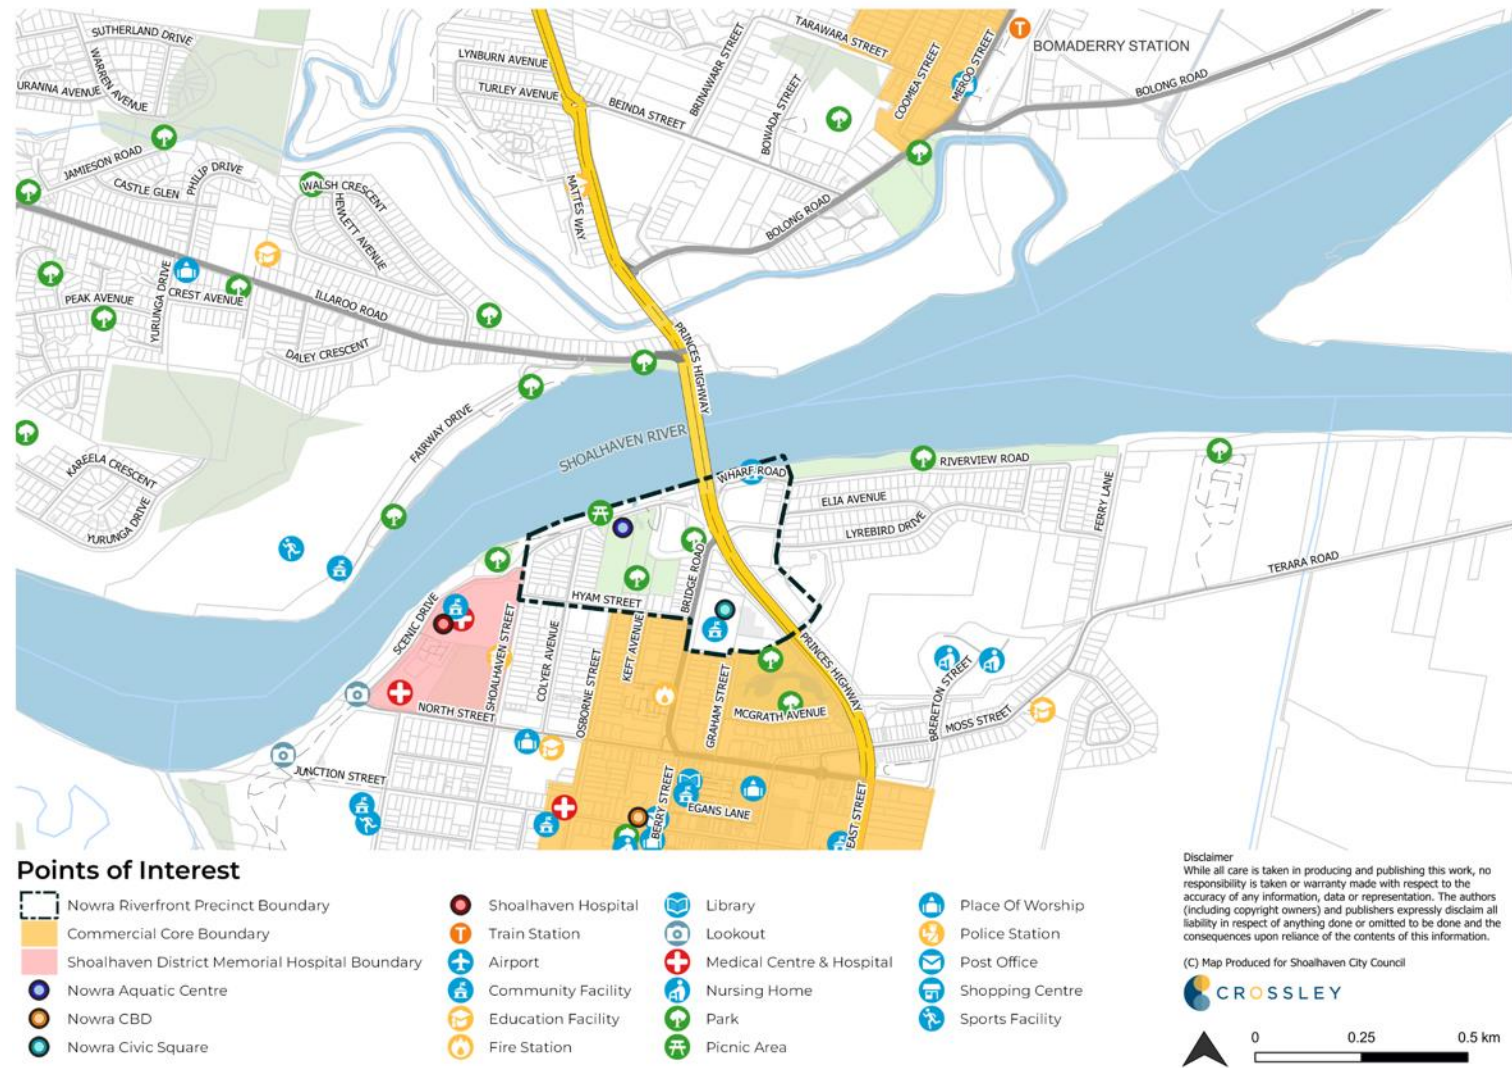 SUTHERLAND DRIVE
WARREN AVENUE
URANNA AVENUE
JAMIESON ROAD
CASTLE GLEN
PHILIP DRIVE
WALSH CRESCENT
HEWLETT AVENUE
LYNBURN AVENUE
TURLEY AVENUE
BEINDA STREET
BRINAWARR STREET
BOWADA STREET
TARAWARA STREET
COOMEA STREET
MEROO STREET
T
BOMADERRY STATION
BOLONG ROAD
BOLONG ROAD
MATTES WAY
PEAK AVENUE
YURUNGA DRIVE
CREST AVENUE
ILLAROO ROAD
DALEY CRESCENT
PRINCES HIGHWAY
FAIRWAY DRIVE
SHOALHAVEN RIVER
KAREELA CRESCENT
YURUNGA DRIVE
WHARF ROAD
RIVERVIEW ROAD
ELIA AVENUE
LYREBIRD DRIVE
FERRY LANE
TERARA ROAD
BRIDGE ROAD
HYAM STREET
SCENIC DRIVE
SHOALHAVEN STREET
COLYER AVENUE
OSBORNE STREET
KEFT AVENUE
GRAHAM STREET
PRINCES HIGHWAY
MCGRATH AVENUE
BRERETON STREET
MOSS STREET
NORTH STREET
JUNCTION STREET
BERRY STREET
EGANS LANE
EAST STREET
Points of Interest
Nowra Riverfront Precinct Boundary
Commercial Core Boundary
Shoalhaven District Memorial Hospital Boundary
Nowra Aquatic Centre
Nowra CBD
Nowra Civic Square
Shoalhaven Hospital
T Train Station
Airport
Community Facility
Education Facility
Fire Station
Library
Lookout
Medical Centre & Hospital
Nursing Home
Park
Picnic Area
Place Of Worship
Police Station
Post Office
Shopping Centre
Sports Facility
Disclaimer
While all care is taken in producing and publishing this work, no
responsibility is taken or warranty made with respect to the
accuracy of any information, data or representation. The authors
(including copyright owners) and publishers expressly disclaim all
liability in respect of anything done or omitted to be done and the
consequences upon reliance of the contents of this information.
(C) Map Produced for Shoalhaven City Council
CROSSLEY
0 0.25 0.5 km